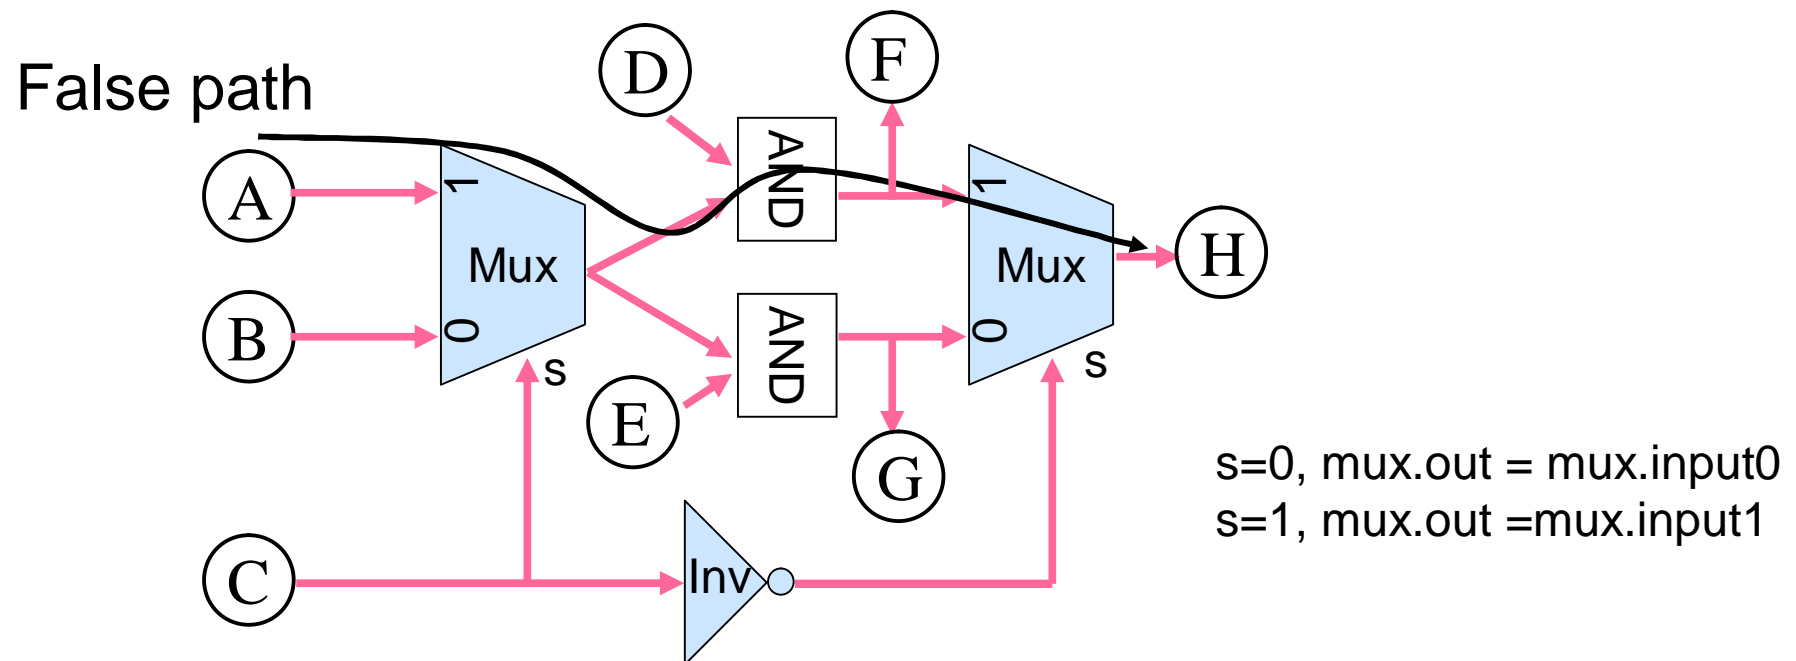 False path
D
F
A
1
AND
1
Mux
Mux
H
B
0
AND
0
s
s
E
G
C
Inv
s=0, mux.out = mux.input0
s=1, mux.out =mux.input1